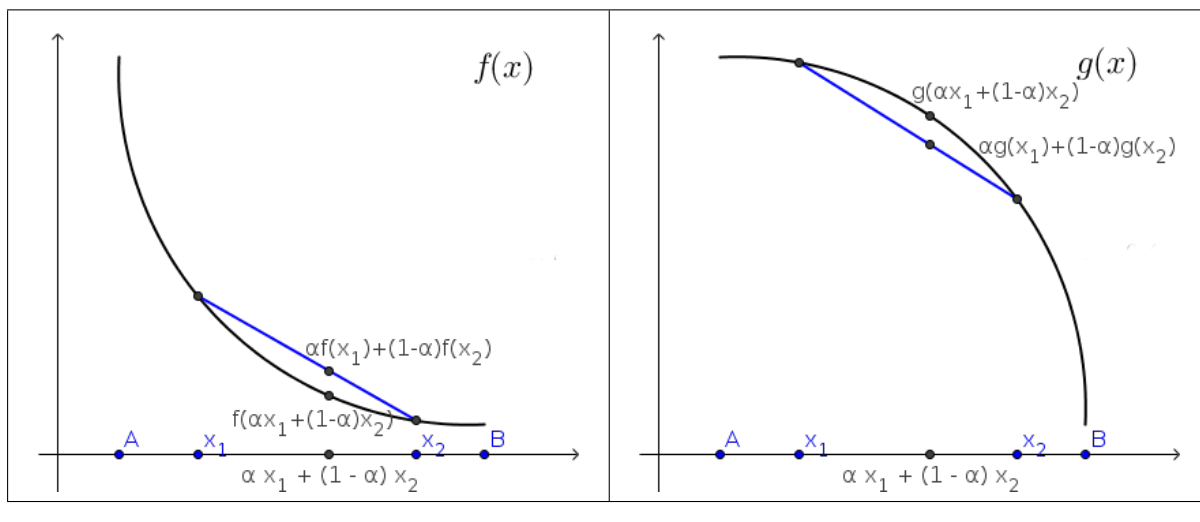 f(x)
αf(x₁)+(1-α)f(x₂)
f(αx₁+(1-α)x₂)
A x₁ x₂ B
α x₁ + (1 - α) x₂
g(x)
g(αx₁+(1-α)x₂)
αg(x₁)+(1-α)g(x₂)
A x₁ x₂ B
α x₁ + (1 - α) x₂